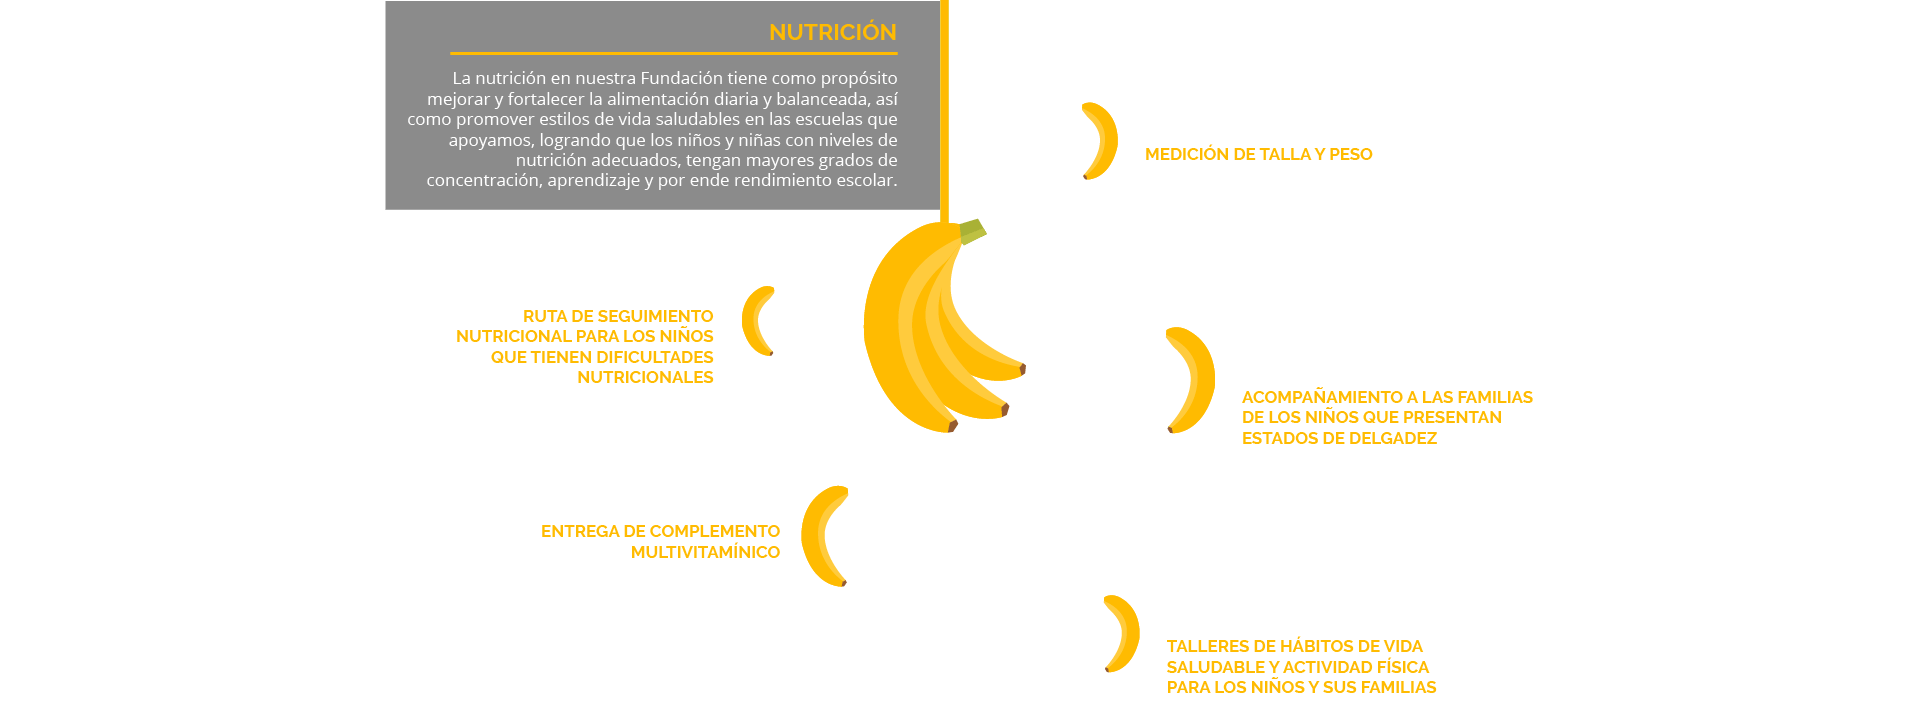 NUTRICIÓN
La nutrición en nuestra Fundación tiene como propósito
mejorar y fortalecer la alimentación diaria y balanceada, así
como promover estilos de vida saludables en las escuelas que
apoyamos, logrando que los niños y niñas con niveles de
nutrición adecuados, tengan mayores grados de
concentración, aprendizaje y por ende rendimiento escolar.
MEDICIÓN DE TALLA Y PESO
RUTA DE SEGUIMIENTO
NUTRICIONAL PARA LOS NIÑOS
QUE TIENEN DIFICULTADES
NUTRICIONALES
ACOMPAÑAMIENTO A LAS FAMILIAS
DE LOS NIÑOS QUE PRESENTAN
ESTADOS DE DELGADEZ
ENTREGA DE COMPLEMENTO
MULTIVITAMÍNICO
TALLERES DE HÁBITOS DE VIDA
SALUDABLE Y ACTIVIDAD FÍSICA
PARA LOS NIÑOS Y SUS FAMILIAS